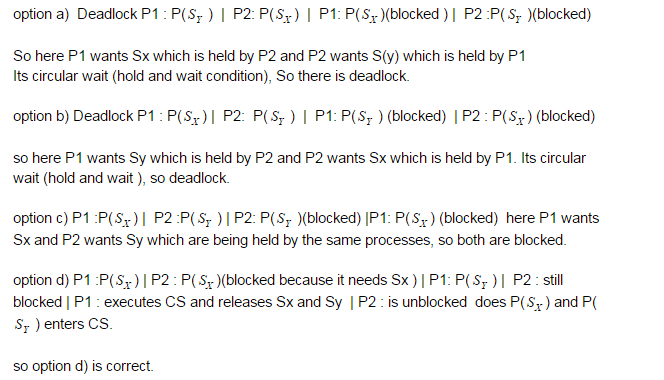 option a) Deadlock P1 : P(S_Y ) | P2: P(S_X) | P1: P(S_X)(blocked ) | P2 :P(S_Y )(blocked)
So here P1 wants Sx which is held by P2 and P2 wants S(y) which is held by P1
Its circular wait (hold and wait condition), So there is deadlock.
option b) Deadlock P1 : P(S_X) | P2: P(S_Y ) | P1: P(S_Y ) (blocked) | P2 : P(S_X) (blocked)
so here P1 wants Sy which is held by P2 and P2 wants Sx which is held by P1. Its circular
wait (hold and wait ), so deadlock.
option c) P1 :P(S_X) | P2 :P(S_Y ) | P2: P(S_Y )(blocked) |P1: P(S_X) (blocked) here P1 wants
Sx and P2 wants Sy which are being held by the same processes, so both are blocked.
option d) P1 :P(S_X) | P2 : P(S_X)(blocked because it needs Sx ) | P1: P(S_Y ) | P2 : still
blocked | P1 : executes CS and releases Sx and Sy | P2 : is unblocked does P(S_X) and P(
S_Y ) enters CS.
so option d) is correct.